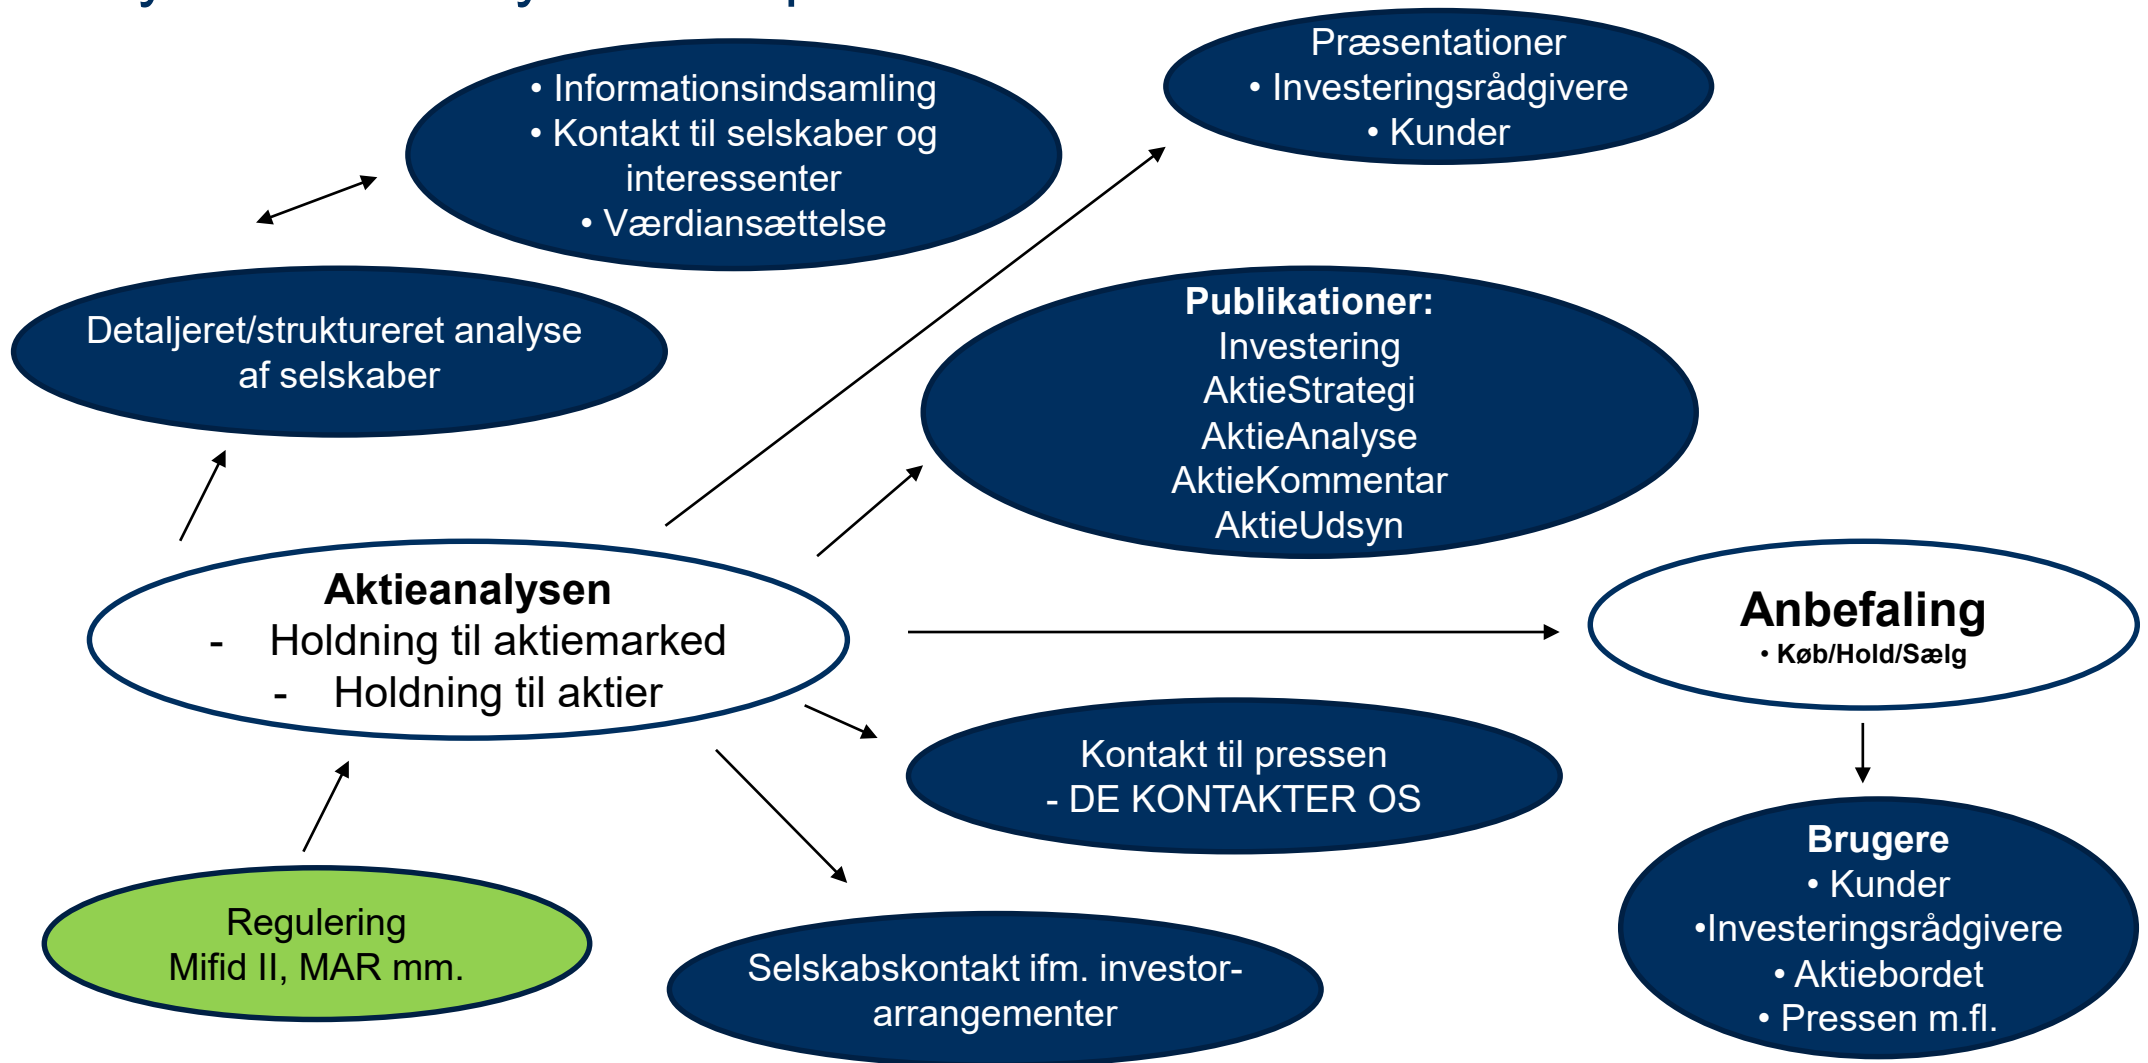 • Informationsindsamling
• Kontakt til selskaber og
interessenter
• Værdiansættelse
Præsentationer
• Investeringsrådgivere
• Kunder
Detaljeret/struktureret analyse
af selskaber
Publikationer:
Investering
AktieStrategi
AktieAnalyse
AktieKommentar
AktieUdsyn
Aktieanalysen
- Holdning til aktiemarked
- Holdning til aktier
Anbefaling
• Køb/Hold/Sælg
Kontakt til pressen
- DE KONTAKTER OS
Brugere
• Kunder
•Investeringsrådgivere
• Aktiebordet
• Pressen m.fl.
Regulering
Mifid II, MAR mm.
Selskabskontakt ifm. investor-
arrangementer